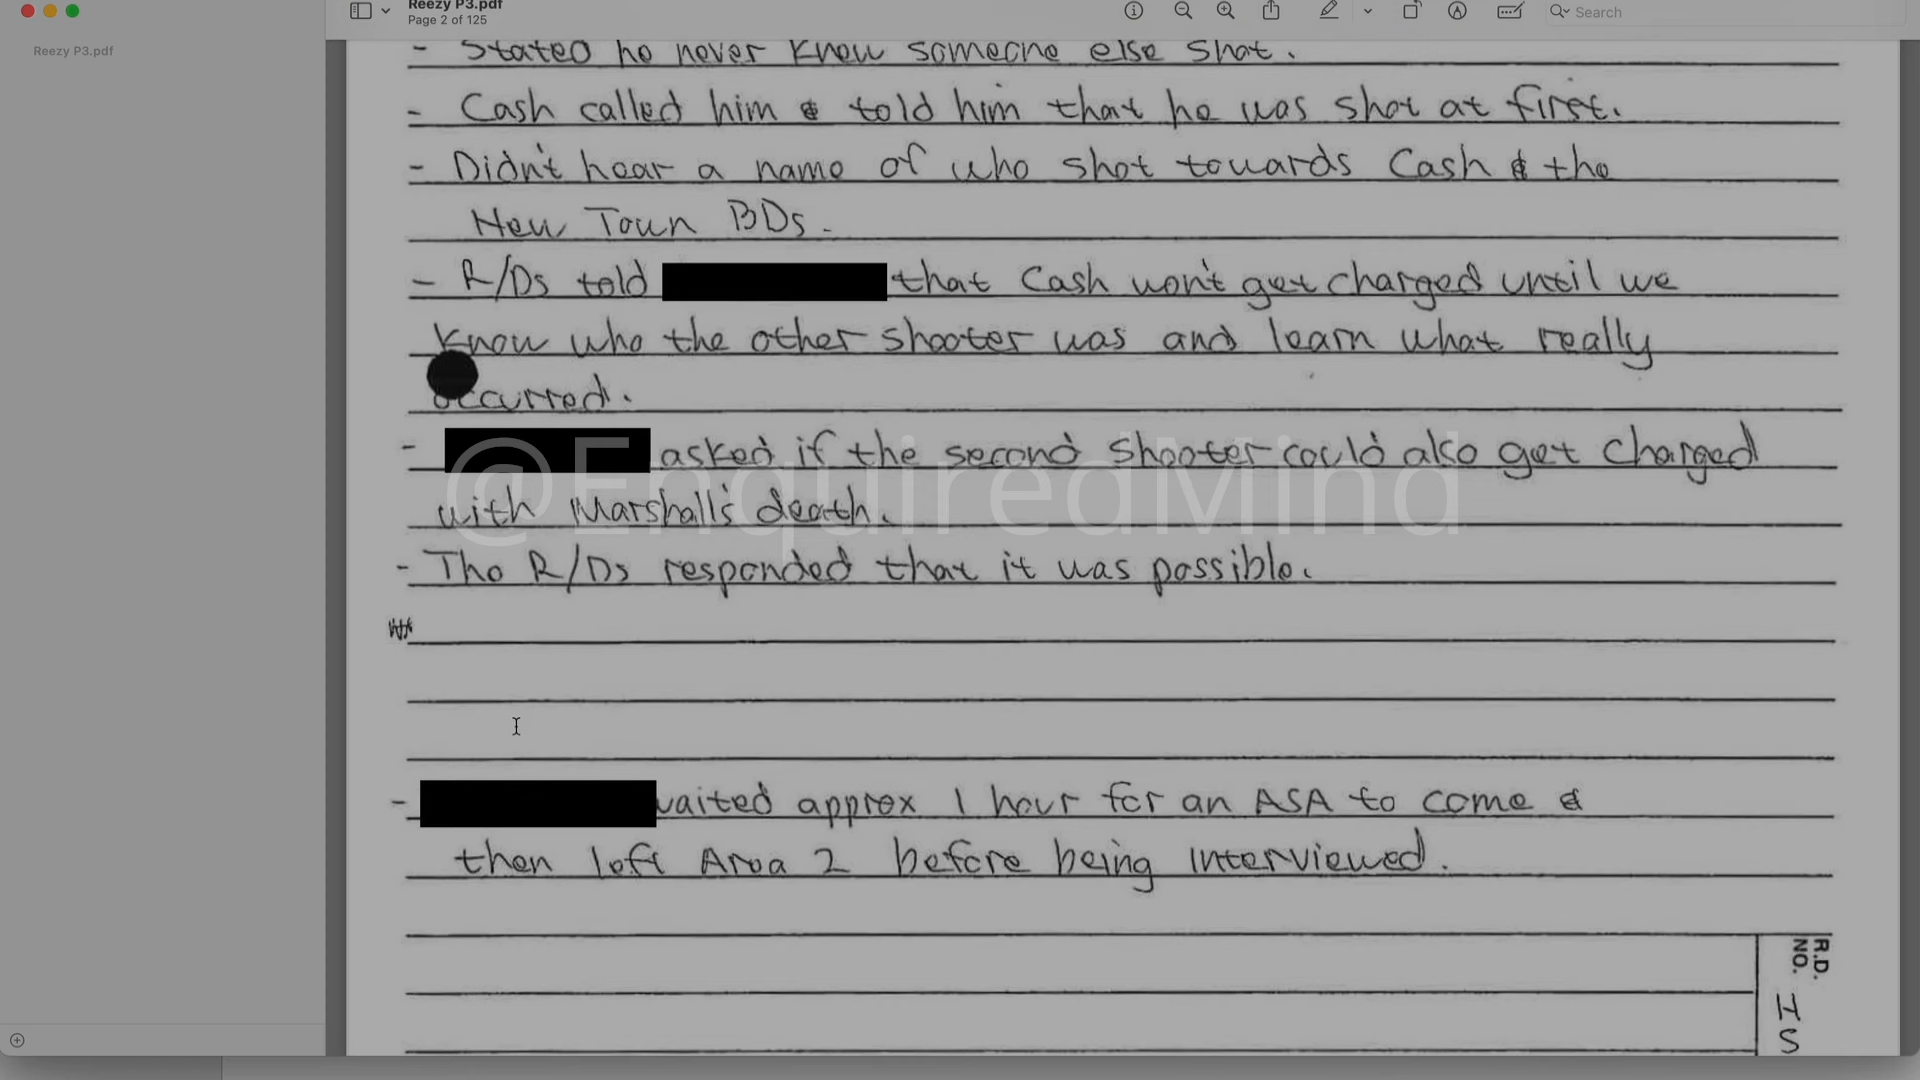 Reezy P3.pdf
Page 2 of 125
Search
Reezy P3.pdf
- Stated he never knew someone else shot.
- Cash called him & told him that he was shot at first.
- Didn't hear a name of who shot towards Cash & the
New Town BDs.
- R/Ds told that Cash won't get charged until we
know who the other shooter was and learn what really
occurred.
- asked if the second shooter could also get charged
with Marshall's death.
@EnquiredMind
- The R/Ds responded that it was possible.
- waited approx 1 hour for an ASA to come &
then left Area 2 before being interviewed.
R.D.
NO.
HS